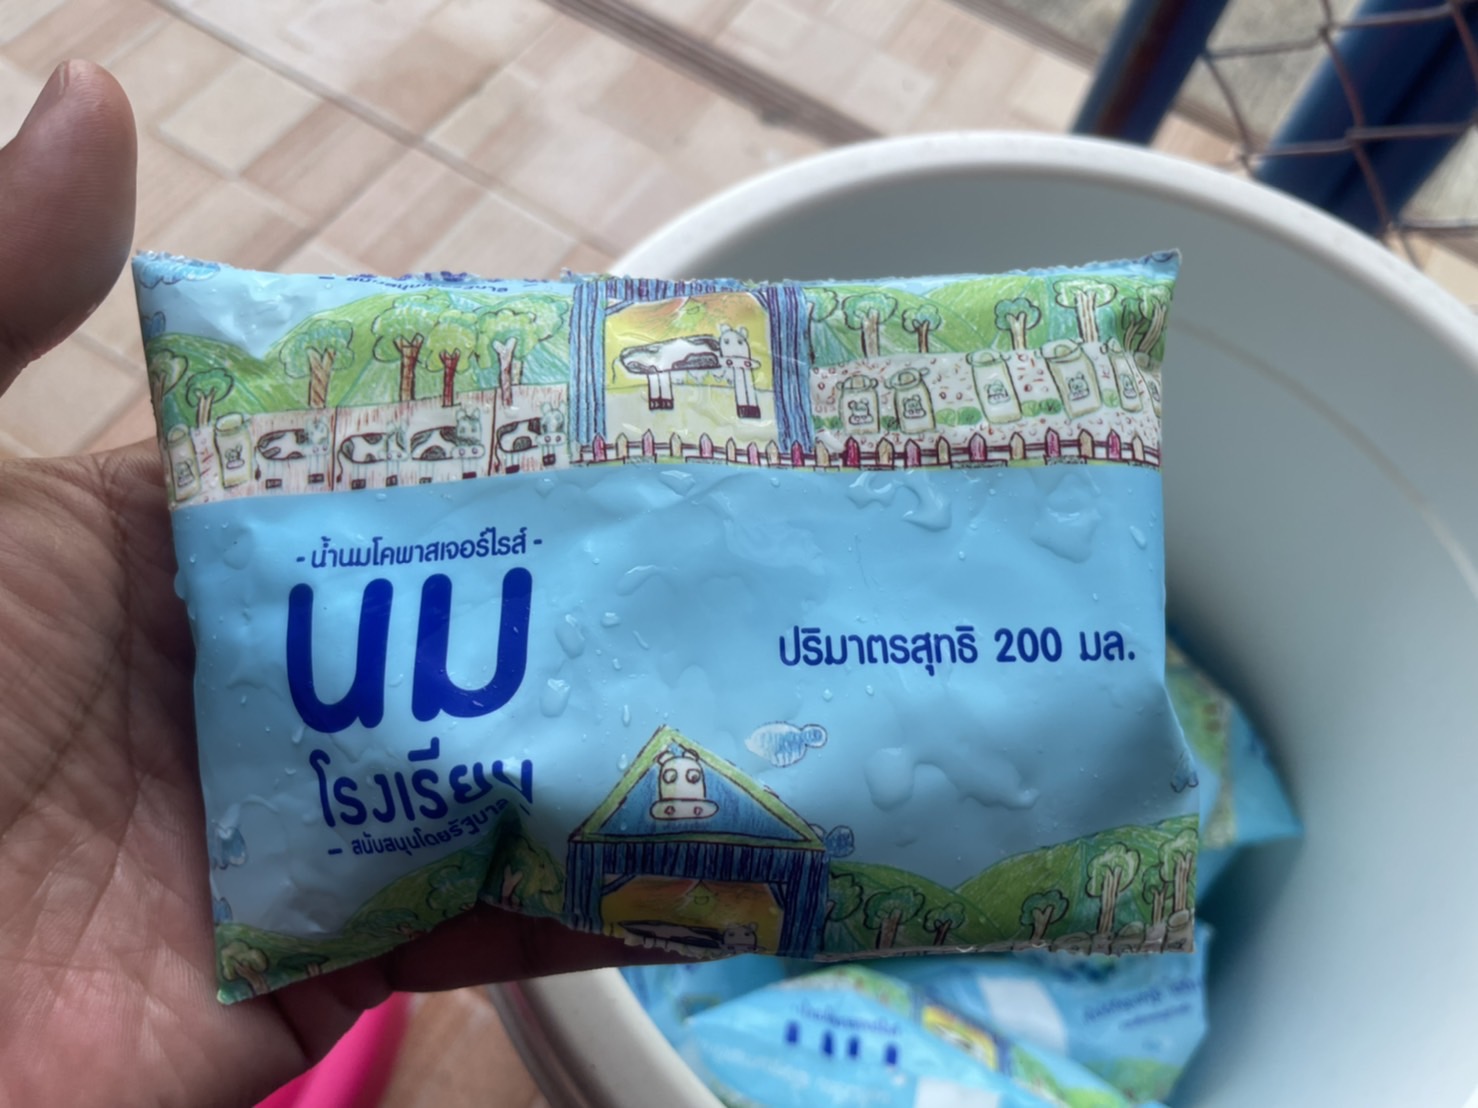 - น้ำนมโคพาสเจอร์ไรส์ -
นม
โรงเรียน
- สนับสนุนโดยรัฐบาล
ปริมาตรสุทธิ 200 มล.